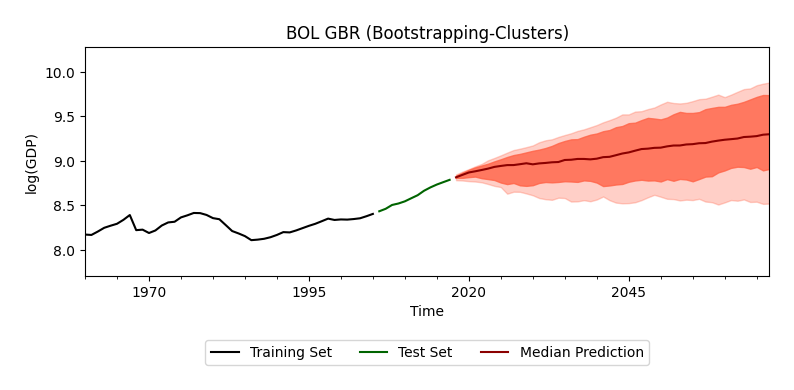 BOL GBR (Bootstrapping-Clusters)
10.0
9.5
9.0
8.5
8.0
log(GDP)
1970 1995 2020 2045
Time
Training Set Test Set Median Prediction